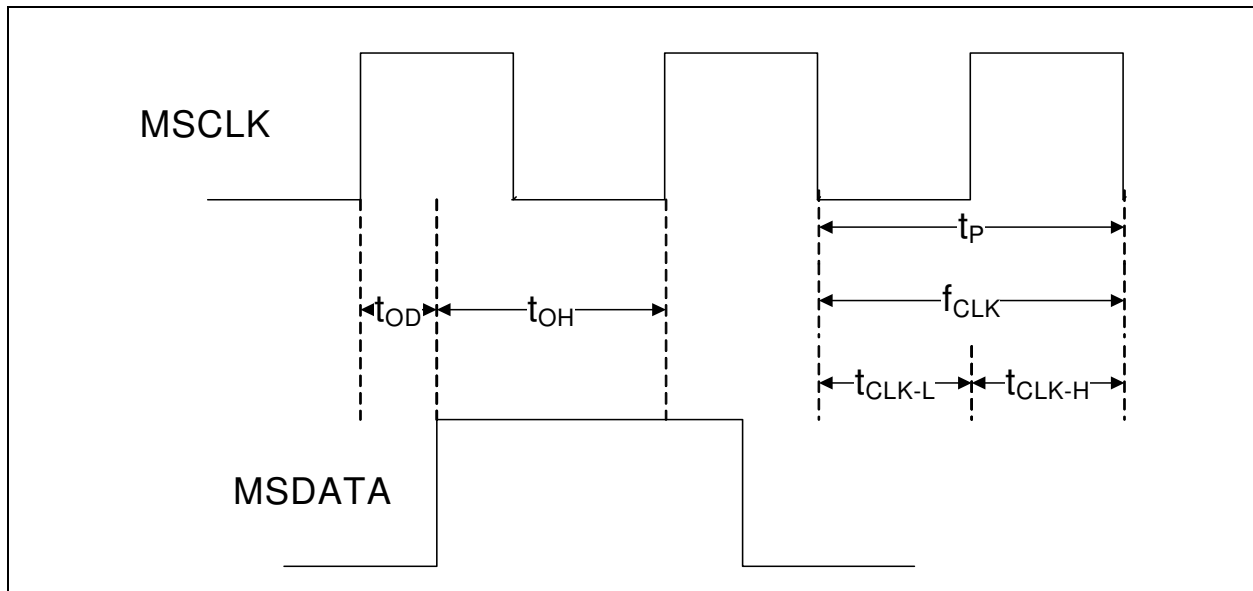 MSCLK
tP
fCLK
tOD
tOH
tCLK-L
tCLK-H
MSDATA